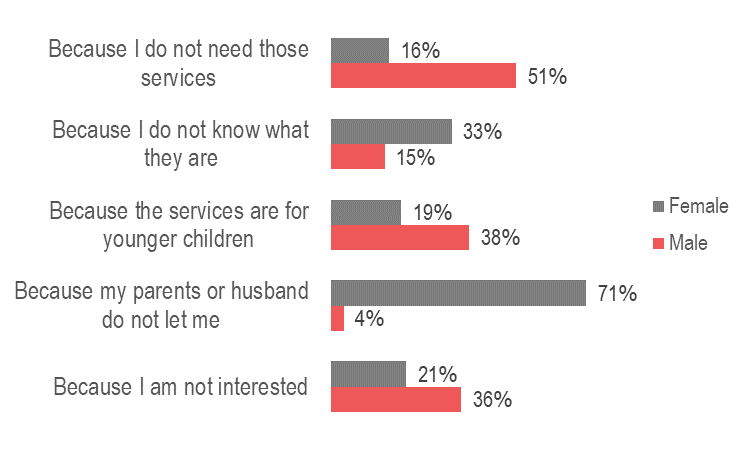 Because I do not need those
services
16%
51%
Because I do not know what
they are
33%
15%
Because the services are for
younger children
19%
38%
Because my parents or husband
do not let me
71%
4%
Because I am not interested
21%
36%
Female
Male